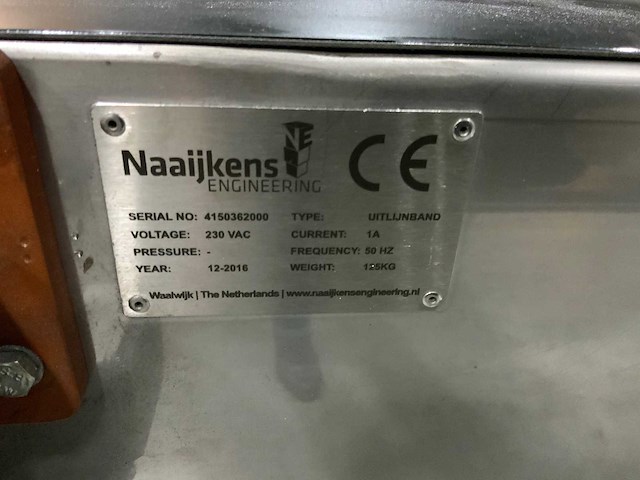 NE
Naaijkens
ENGINEERING
CE
SERIAL NO: 4150362000 TYPE: UITLIJNBAND
VOLTAGE: 230 VAC CURRENT: 1A
PRESSURE: - FREQUENCY: 50 HZ
YEAR: 12-2016 WEIGHT:
Waalwijk | The Netherlands | www.naaijkensengineering.nl